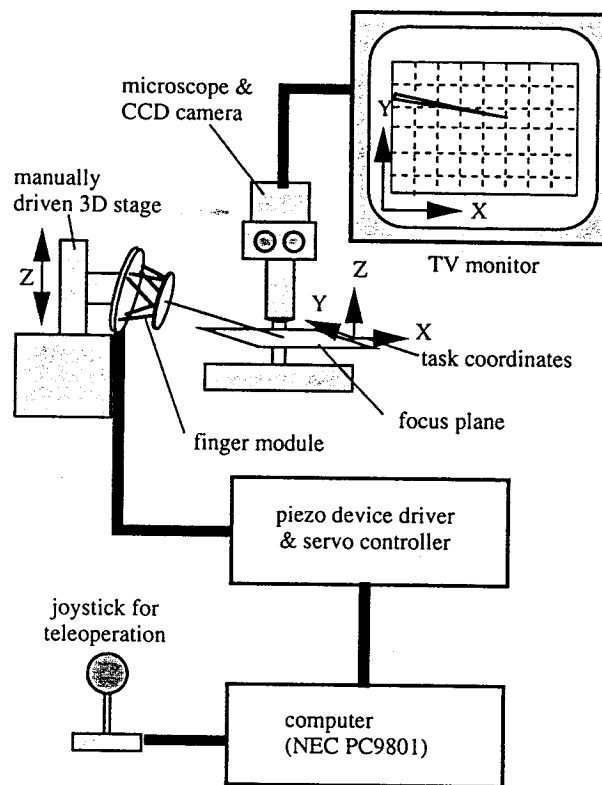 microscope &
CCD camera
Y
X
TV monitor
manually
driven 3D stage
Z
Z
Y
X
task coordinates
focus plane
finger module
piezo device driver
& servo controller
joystick for
teleoperation
computer
(NEC PC9801)